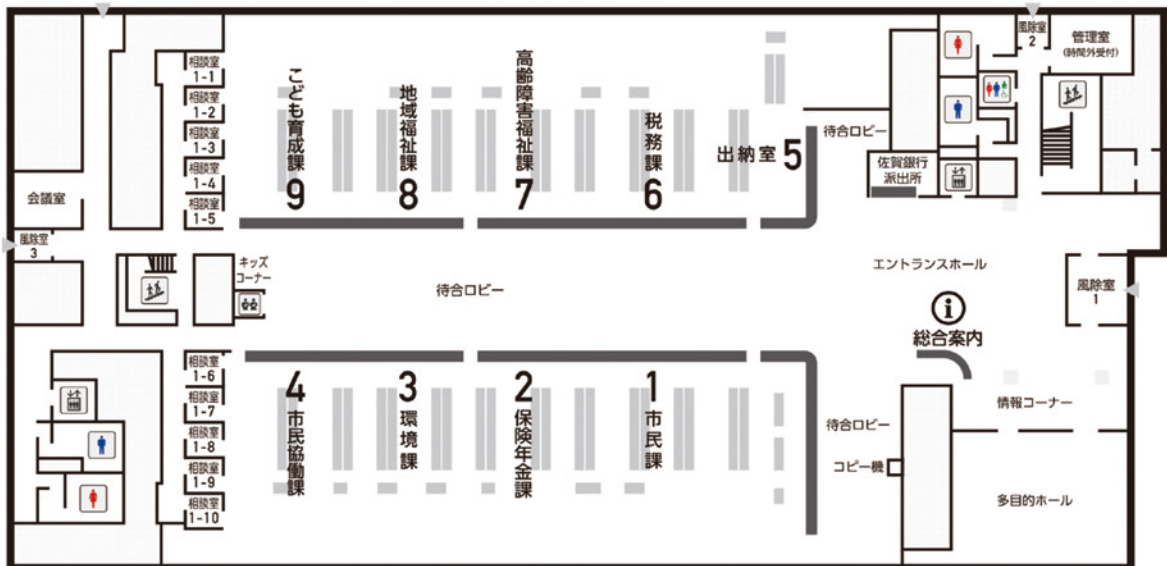 風除室
2
管理室
(時間外受付)
相談室
1-1
相談室
1-2
相談室
1-3
相談室
1-4
相談室
1-5
こども育成課
9
地域福祉課
8
高齢障害福祉課
7
税務課
6
出納室 5
待合ロビー
佐賀銀行
派出所
会議室
風除室
3
キッズ
コーナー
待合ロビー
エントランスホール
風除室
1
i
総合案内
相談室
1-6
相談室
1-7
相談室
1-8
相談室
1-9
相談室
1-10
4
市民協働課
3
環境課
2
保険年金課
1
市民課
待合ロビー
コピー機
情報コーナー
多目的ホール